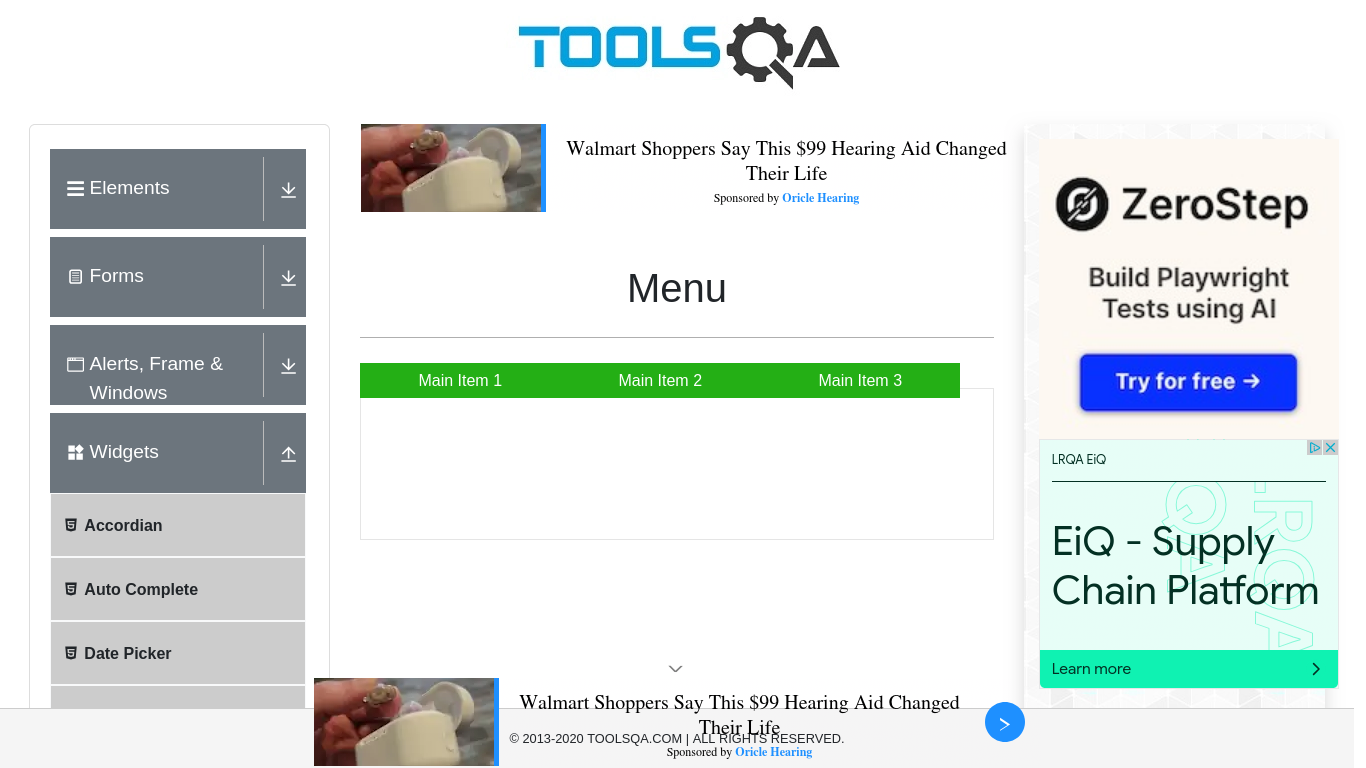 TOOLSQA
Elements
Forms
Alerts, Frame &
Windows
Widgets
Accordian
Auto Complete
Date Picker
Walmart Shoppers Say This $99 Hearing Aid Changed
Their Life
Sponsored by Oricle Hearing
Menu
Main Item 1
Main Item 2
Main Item 3
ZeroStep
Build Playwright
Tests using AI
Try for free →
LRQA EiQ
LRQA
LRQA
EiQ - Supply
Chain Platform
Learn more
Walmart Shoppers Say This $99 Hearing Aid Changed
Their Life
© 2013-2020 TOOLSQA.COM | ALL RIGHTS RESERVED.
Sponsored by Oricle Hearing